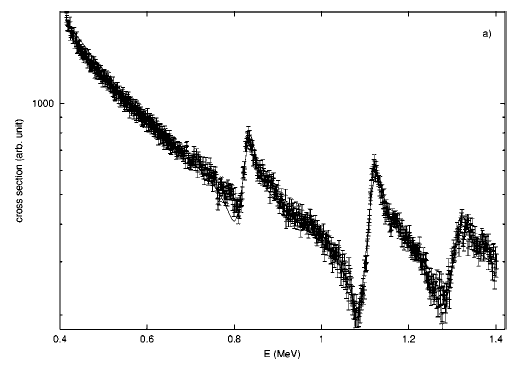 a)
1000
cross section (arb. unit)
0.4 0.6 0.8 1 1.2 1.4
E (MeV)